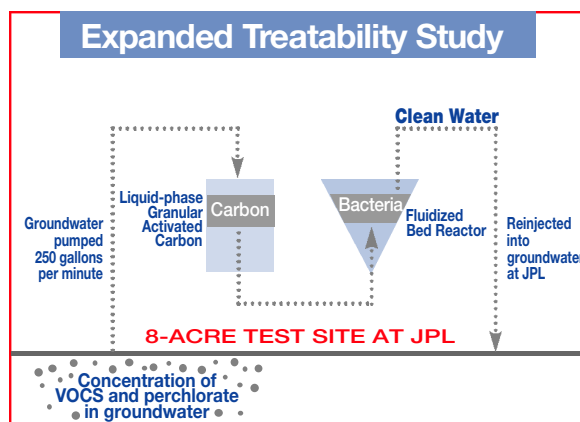 Expanded Treatability Study
Clean Water
Liquid-phase
Granular
Activated
Carbon
Carbon
Bacteria
Fluidized
Bed Reactor
Groundwater
pumped
250 gallons
per minute
Reinjected
into
groundwater
at JPL
8-ACRE TEST SITE AT JPL
Concentration of
VOCS and perchlorate
in groundwater